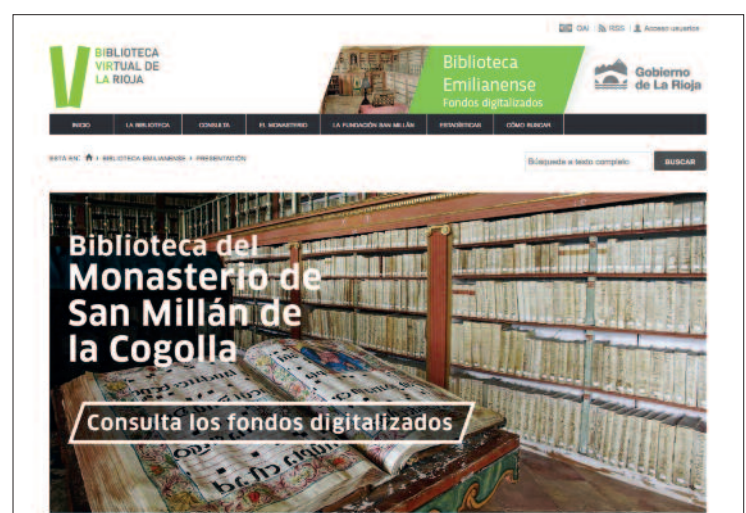 OAI RSS Acceso usuarios
BIBLIOTECA
VIRTUAL DE
LA RIOJA
Biblioteca
Emilianense
Fondos digitalizados
Gobierno
de La Rioja
INICIO LA BIBLIOTECA CONSULTA EL MONASTERIO LA FUNDACIÓN SAN MILLÁN ESTADÍSTICAS CÓMO BUSCAR
ESTÁ EN: › BIBLIOTECA EMILIANENSE › PRESENTACIÓN
Búsqueda a texto completo BUSCAR
Biblioteca del
Monasterio de
San Millán de
la Cogolla
Consulta los fondos digitalizados